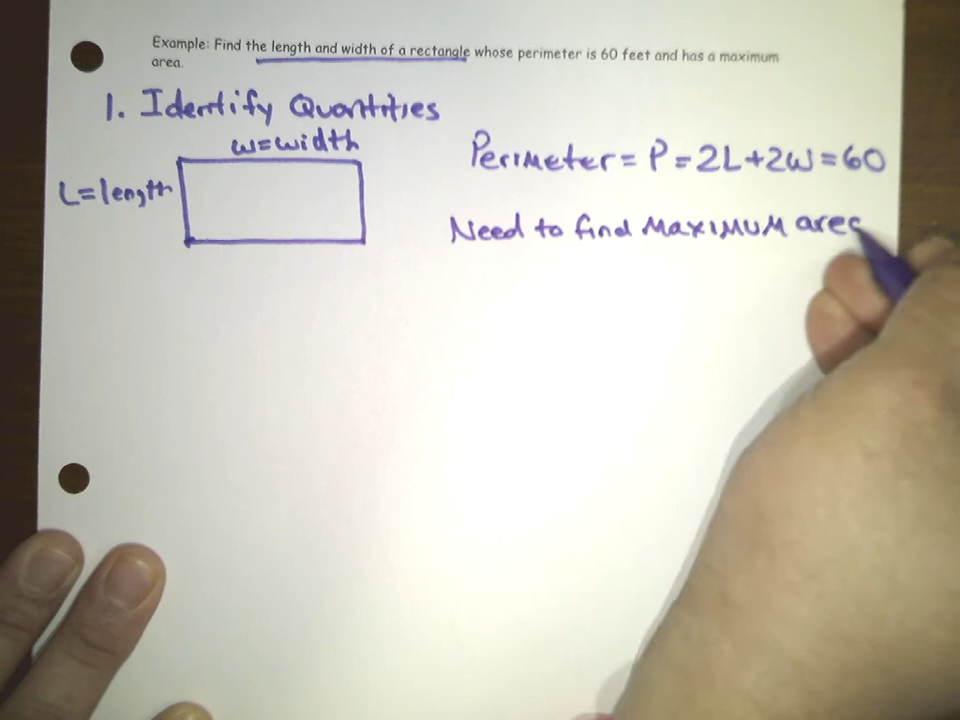 Example: Find the length and width of a rectangle whose perimeter is 60 feet and has a maximum
area.
1. Identify Quantities
w=width
L=length
Perimeter = P = 2L+2w = 60
Need to find MAXIMUM area